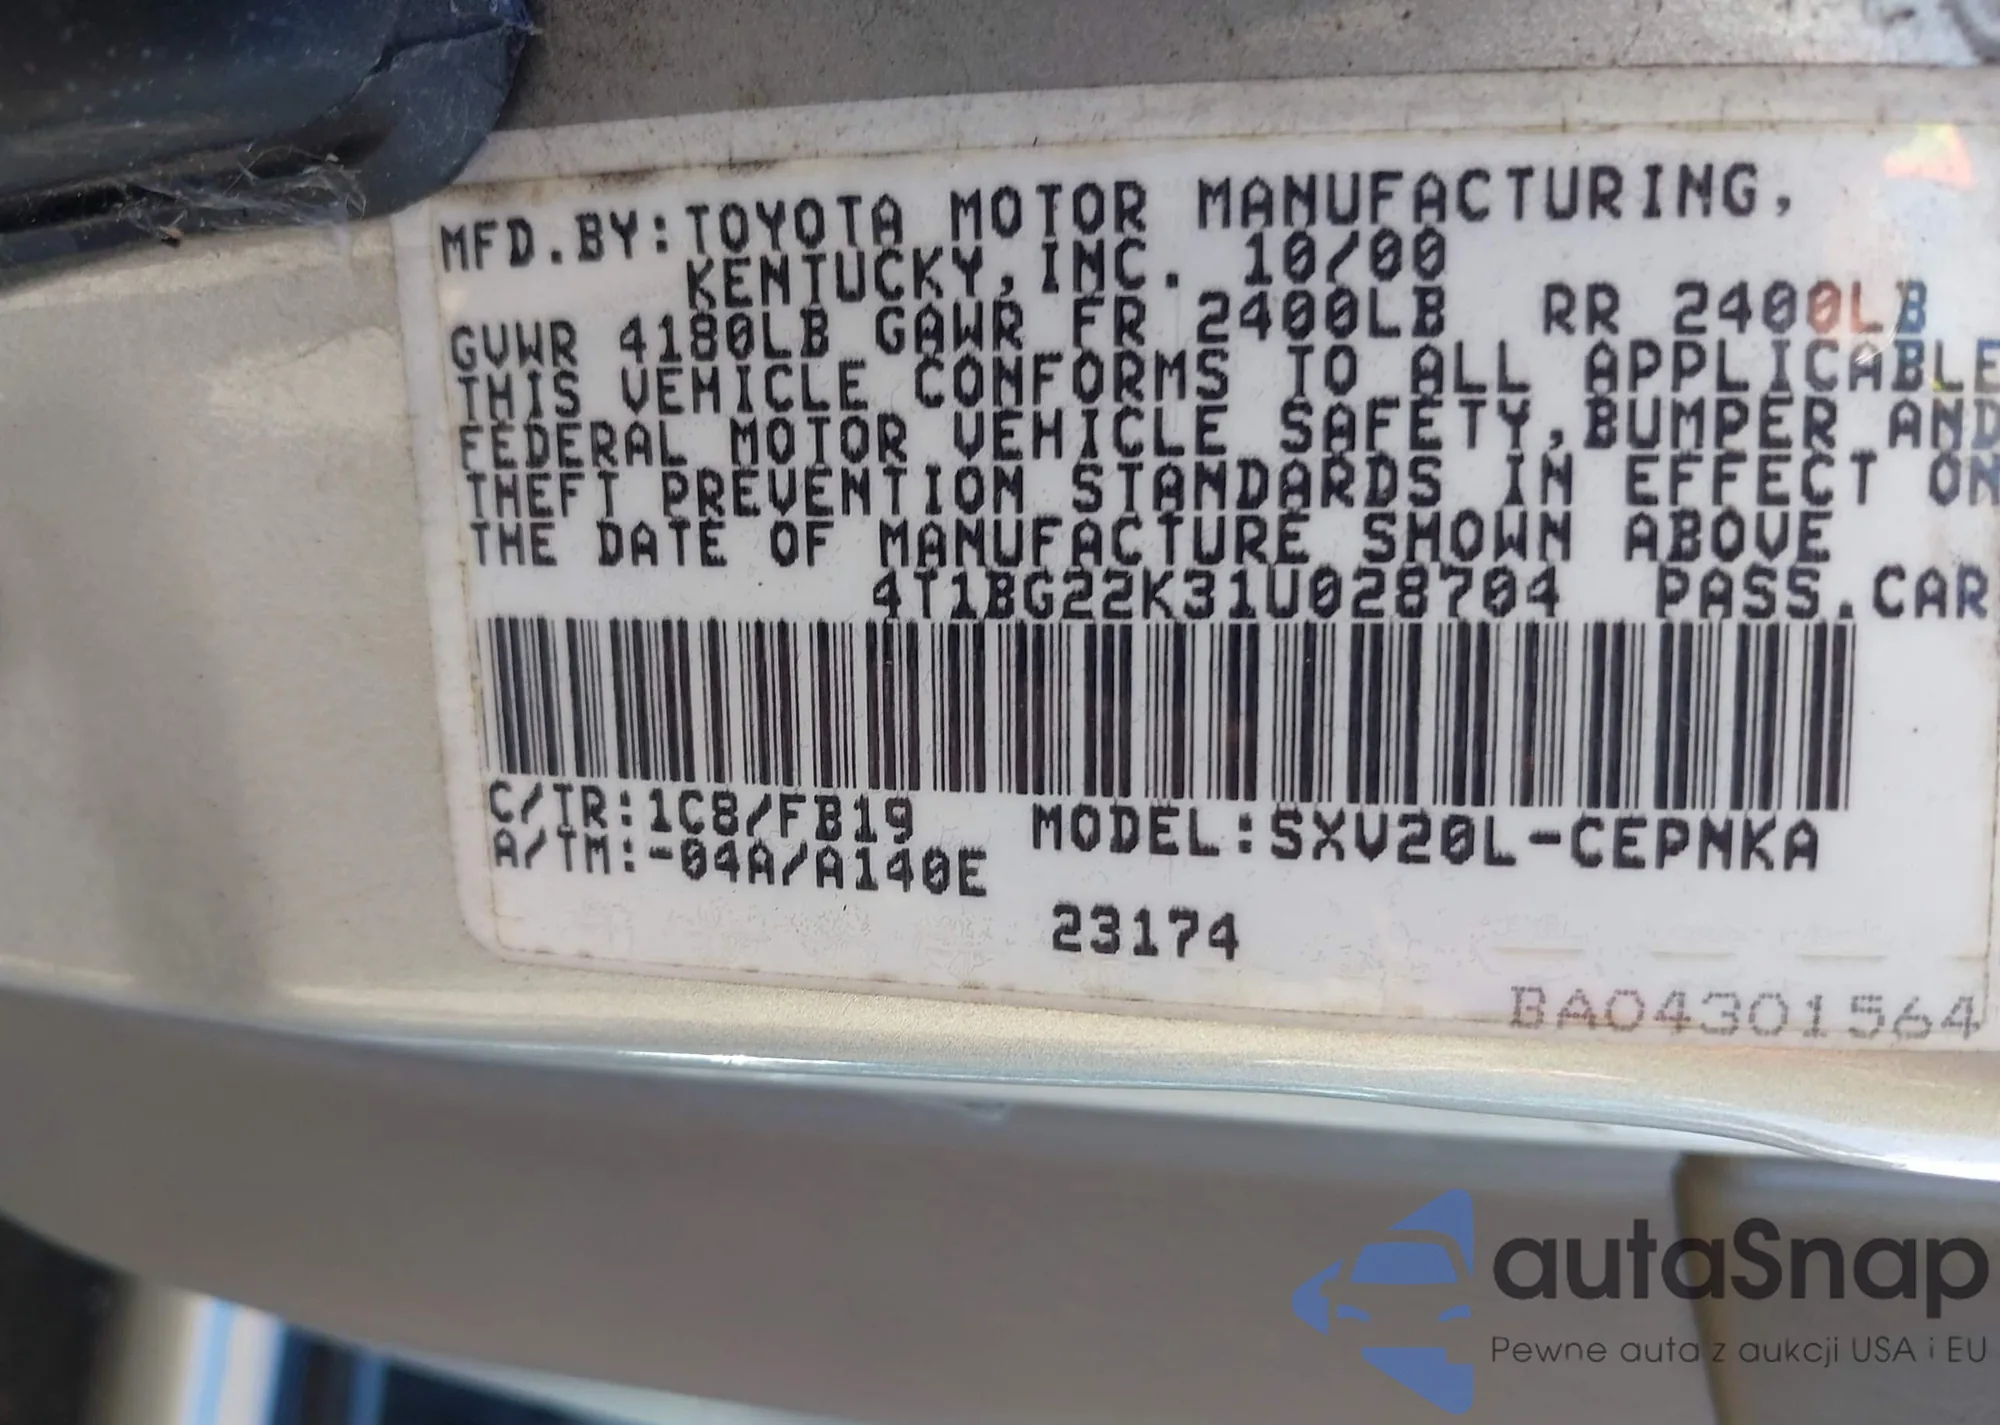 MFD.BY:TOYOTA MOTOR MANUFACTURING,
KENTUCKY,INC. 10/00
GVWR 4180LB GAWR FR 2400LB RR 2400LB
THIS VEHICLE CONFORMS TO ALL APPLICABLE
FEDERAL MOTOR VEHICLE SAFETY,BUMPER AND
THEFT PREVENTION STANDARDS IN EFFECT ON
THE DATE OF MANUFACTURE SHOWN ABOVE
4T1BG22K31U028704 PASS.CAR
C/TR:1C8/FB19 MODEL:SXV20L-CEPNKA
A/TM:-04A/A140E
23174
BA04301564
autaSnap
Pewne auta z aukcji USA i EU